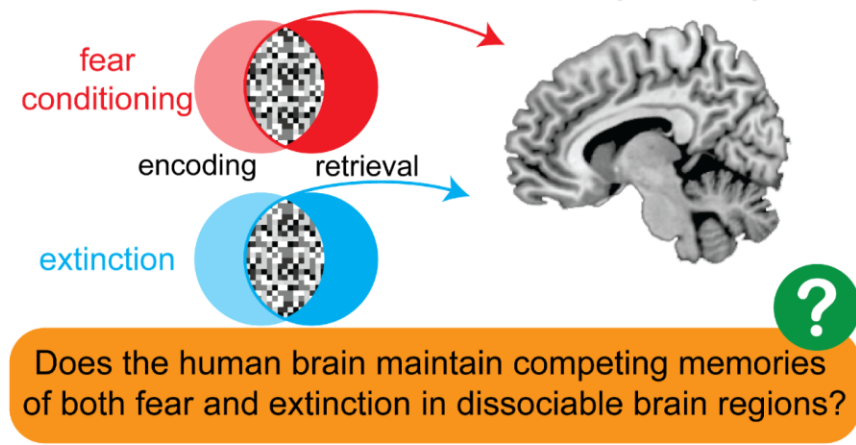 fear
conditioning
encoding retrieval
extinction
?
Does the human brain maintain competing memories
of both fear and extinction in dissociable brain regions?